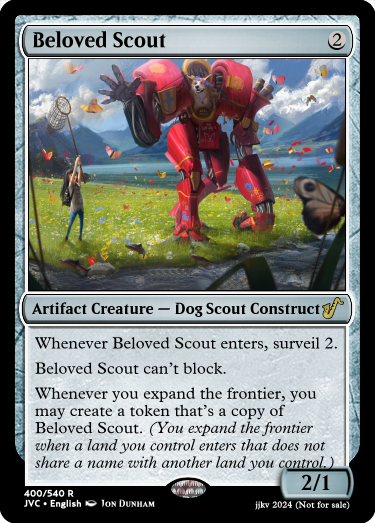 Beloved Scout
2
Artifact Creature — Dog Scout Construct
Whenever Beloved Scout enters, surveil 2.
Beloved Scout can't block.
Whenever you expand the frontier, you
may create a token that's a copy of
Beloved Scout. (You expand the frontier
when a land you control enters that does not
share a name with another land you control.)
2/1
400/540 R
JVC • English Jon Dunham
jjkv 2024 (Not for sale)